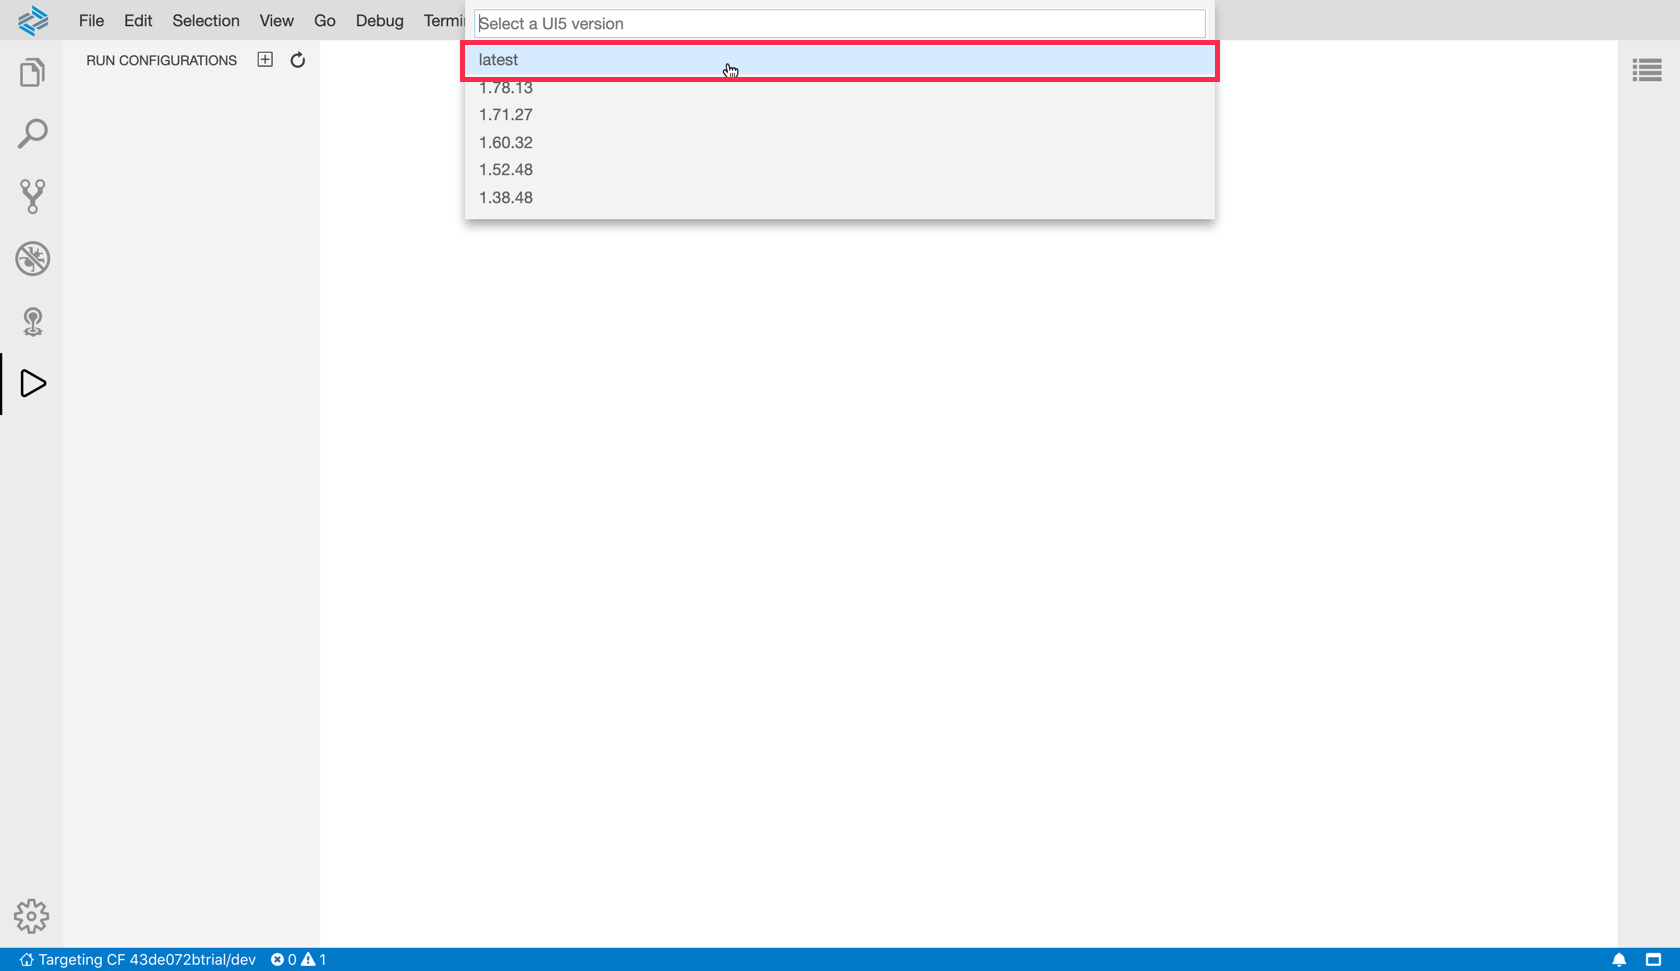 File Edit Selection View Go Debug Termi
Select a UI5 version
RUN CONFIGURATIONS
latest
1.78.13
1.71.27
1.60.32
1.52.48
1.38.48
Targeting CF 43de072btrial/dev 0 1